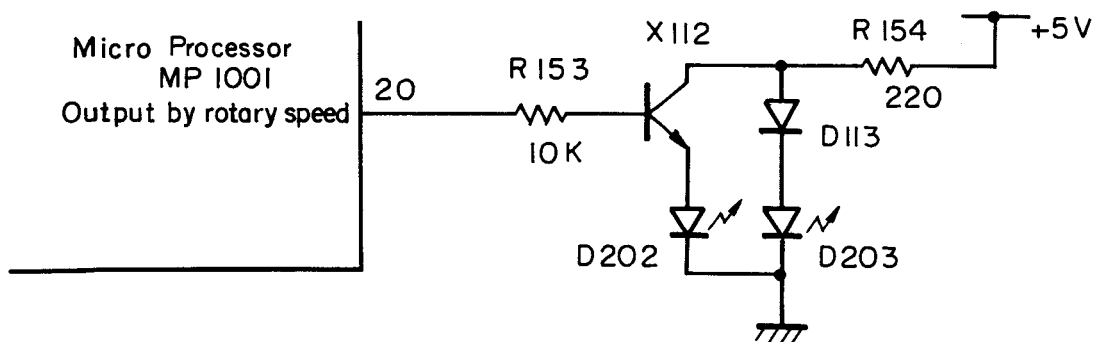 Micro Processor
MP 1001
Output by rotary speed
20
R 153
10K
X112
R 154
220
+5V
D113
D202
D203